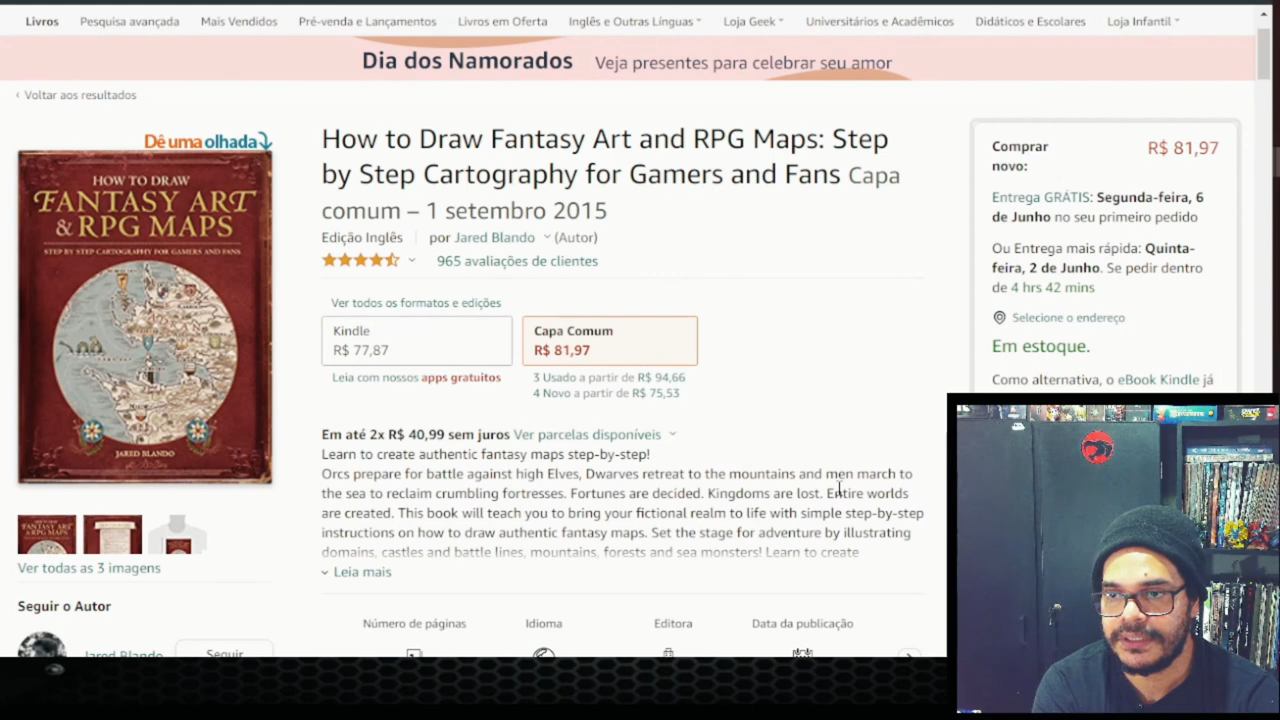 Livros Pesquisa avançada Mais Vendidos Pré-venda e Lançamentos Livros em Oferta Inglês e Outras Línguas Loja Geek Universitários e Acadêmicos Didáticos e Escolares Loja Infantil
Dia dos Namorados Veja presentes para celebrar seu amor
‹ Voltar aos resultados
Dê uma olhada
HOW TO DRAW
FANTASY ART
& RPG MAPS
STEP BY STEP CARTOGRAPHY FOR GAMERS AND FANS
JARED BLANDO
Ver todas as 3 imagens
Seguir o Autor
Jared Blando
Seguir
How to Draw Fantasy Art and RPG Maps: Step
by Step Cartography for Gamers and Fans Capa
comum – 1 setembro 2015
Edição Inglês por Jared Blando (Autor)
965 avaliações de clientes
Ver todos os formatos e edições
Kindle
R$ 77,87
Capa Comum
R$ 81,97
Leia com nossos apps gratuitos
3 Usado a partir de R$ 94,66
4 Novo a partir de R$ 75,53
Em até 2x R$ 40,99 sem juros Ver parcelas disponíveis
Learn to create authentic fantasy maps step-by-step!
Orcs prepare for battle against high Elves, Dwarves retreat to the mountains and men march to
the sea to reclaim crumbling fortresses. Fortunes are decided. Kingdoms are lost. Entire worlds
are created. This book will teach you to bring your fictional realm to life with simple step-by-step
instructions on how to draw authentic fantasy maps. Set the stage for adventure by illustrating
domains, castles and battle lines, mountains, forests and sea monsters! Learn to create
Leia mais
Número de páginas Idioma Editora Data da publicação
Comprar
novo:
R$ 81,97
Entrega GRÁTIS: Segunda-feira, 6
de Junho no seu primeiro pedido
Ou Entrega mais rápida: Quinta-
feira, 2 de Junho. Se pedir dentro
de 4 hrs 42 mins
Selecione o endereço
Em estoque.
Como alternativa, o eBook Kindle já